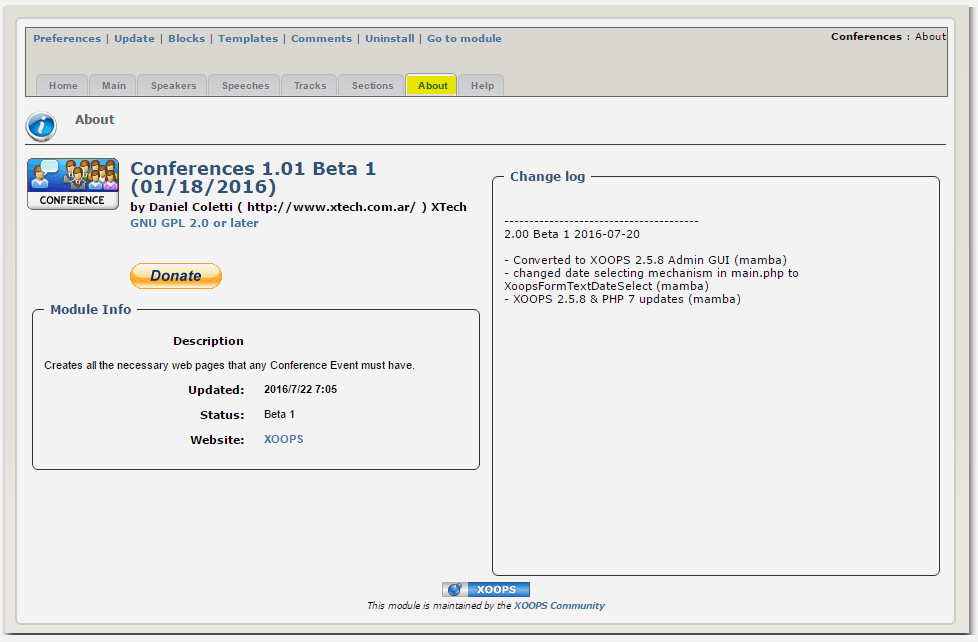 Preferences | Update | Blocks | Templates | Comments | Uninstall | Go to module
Conferences : About
Home Main Speakers Speeches Tracks Sections About Help
About
CONFERENCE
Conferences 1.01 Beta 1
(01/18/2016)
by Daniel Coletti ( http://www.xtech.com.ar/ ) XTech
GNU GPL 2.0 or later
Donate
Module Info
Description
Creates all the necessary web pages that any Conference Event must have.
Updated: 2016/7/22 7:05
Status: Beta 1
Website: XOOPS
Change log
---------------------------------------
2.00 Beta 1 2016-07-20
- Converted to XOOPS 2.5.8 Admin GUI (mamba)
- changed date selecting mechanism in main.php to
XoopsFormTextDateSelect (mamba)
- XOOPS 2.5.8 & PHP 7 updates (mamba)
XOOPS
This module is maintained by the XOOPS Community